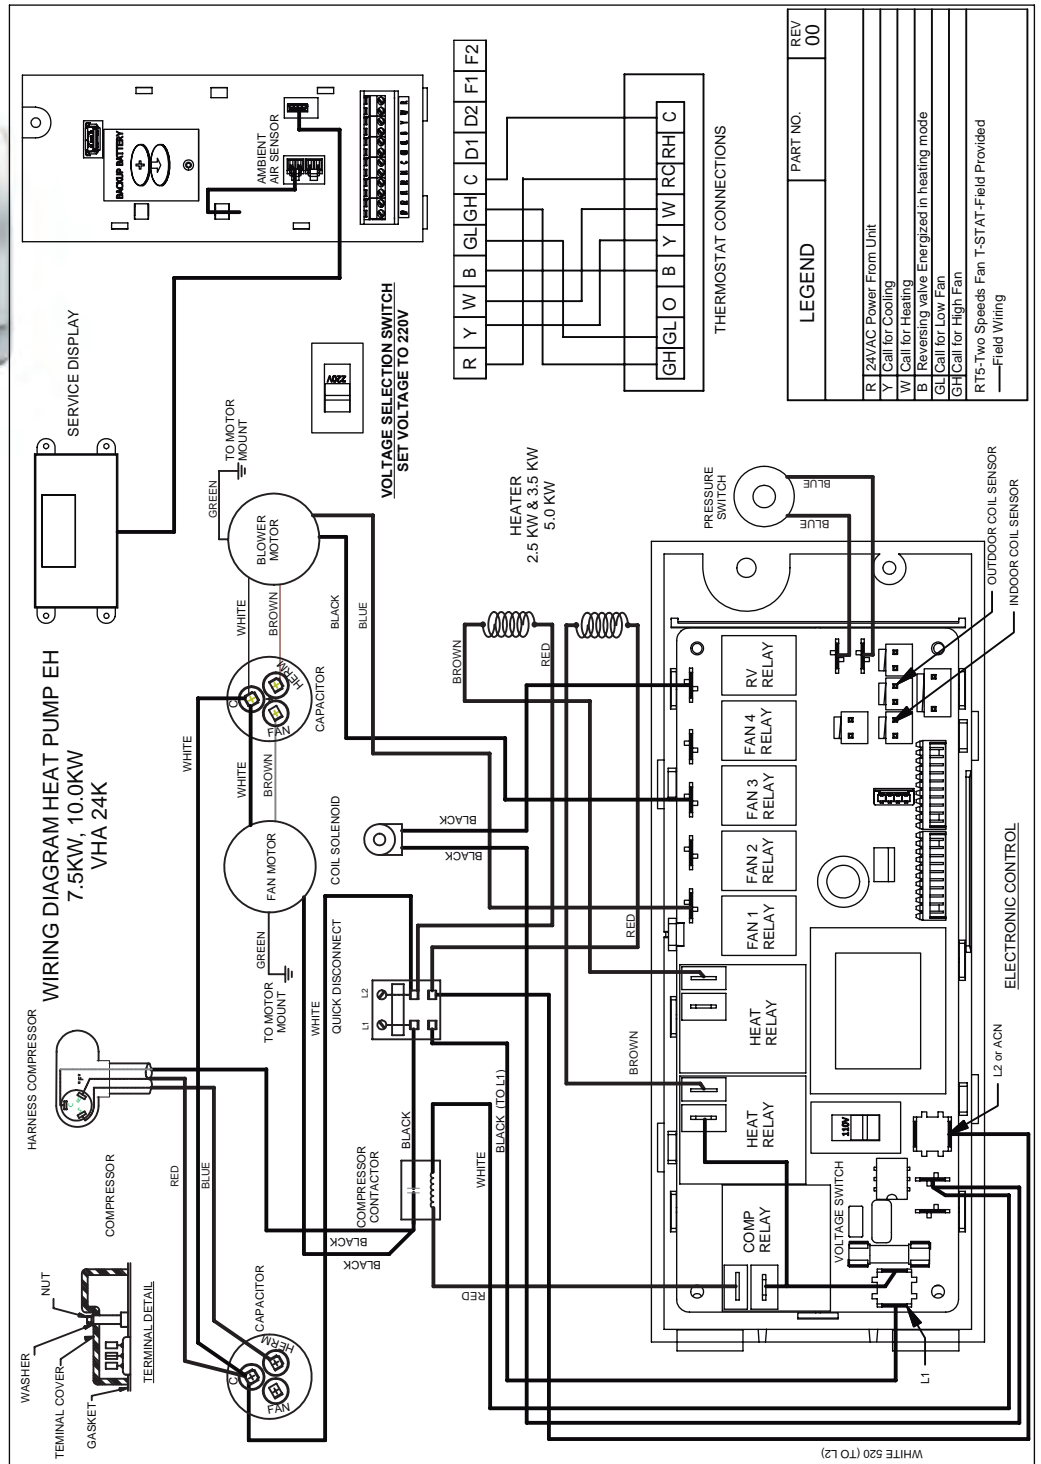 WIRING DIAGRAM HEAT PUMP EH
7.5KW, 10.0KW
VHA 24K
SERVICE DISPLAY
BACKUP BATTERY
AMBIENT
AIR SENSOR
HARNESS COMPRESSOR
COMPRESSOR
WASHER
NUT
TEMINAL COVER
GASKET
TERMINAL DETAIL
CAPACITOR
C
HERM
FAN
RED
BLUE
WHITE
TO MOTOR
MOUNT
GREEN
FAN MOTOR
WHITE
BROWN
C
HERM
FAN
CAPACITOR
WHITE
BROWN
BLOWER
MOTOR
GREEN
TO MOTOR
MOUNT
BLACK
BLUE
VOLTAGE SELECTION SWITCH
SET VOLTAGE TO 220V
220V
COIL SOLENOID
BLACK
BLACK
WHITE
QUICK DISCONNECT
L1
L2
COMPRESSOR
CONTACTOR
BLACK
BLACK (TO L1)
WHITE
BLACK
BLACK
RED
BROWN
RED
BROWN
RED
HEATER
2.5 KW & 3.5 KW
5.0 KW
R
Y
W
B
GL
GH
C
D1
D2
F1
F2
GH
GL
O
B
Y
W
RC
RH
C
THERMOSTAT CONNECTIONS
PRESSURE
SWITCH
BLUE
BLUE
COMP
RELAY
HEAT
RELAY
HEAT
RELAY
FAN 1
RELAY
FAN 2
RELAY
FAN 3
RELAY
FAN 4
RELAY
RV
RELAY
VOLTAGE SWITCH
110V
L1
L2 or ACN
ELECTRONIC CONTROL
OUTDOOR COIL SENSOR
INDOOR COIL SENSOR
WHITE 520 (TO L2)
LEGEND
PART NO.
REV
00
R 24VAC Power From Unit
Y Call for Cooling
W Call for Heating
B Reversing valve Energized in heating mode
GL Call for Low Fan
GH Call for High Fan
RT5-Two Speeds Fan T-STAT-Field Provided
Field Wiring